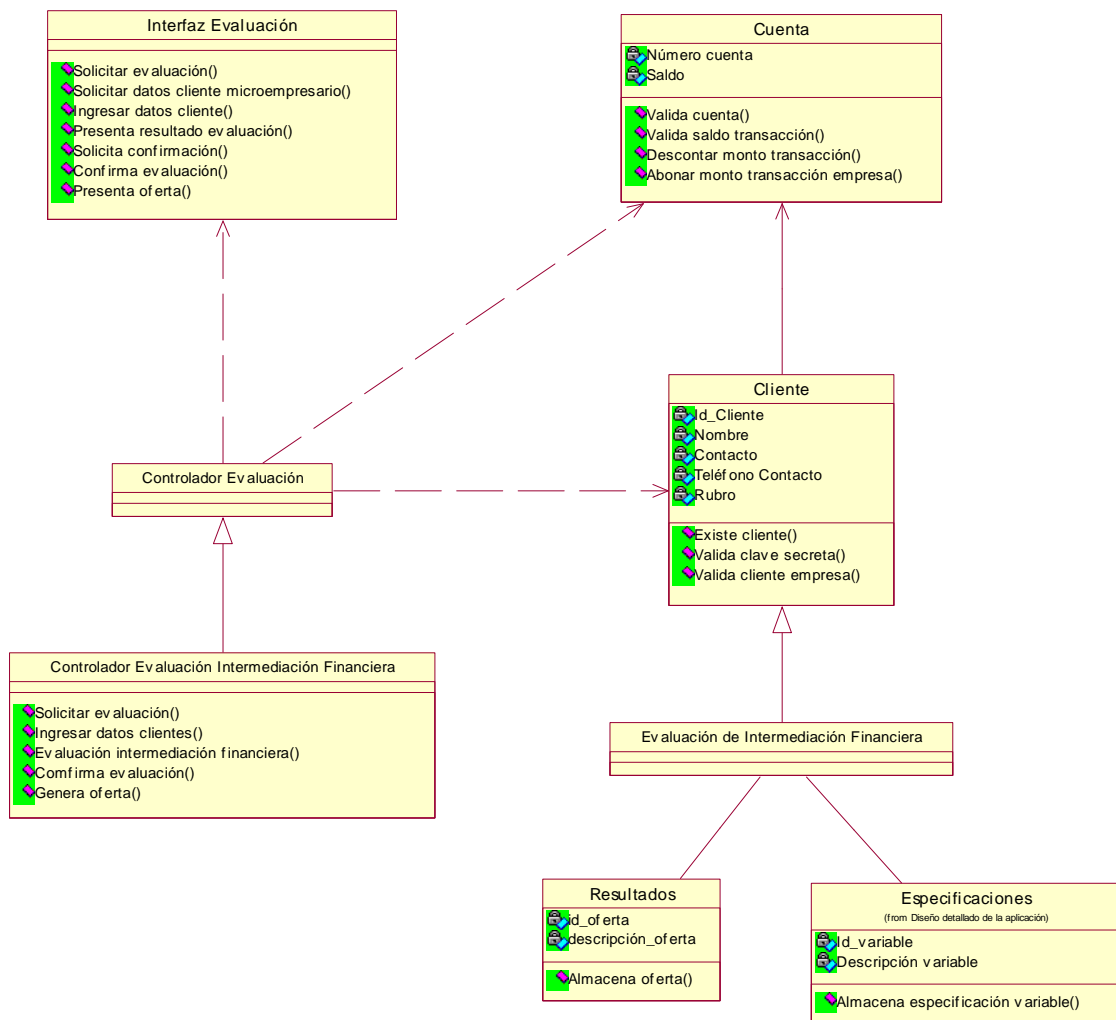 Interfaz Evaluación
Solicitar evaluación()
Solicitar datos cliente microempresario()
Ingresar datos cliente()
Presenta resultado evaluación()
Solicita confirmación()
Confirma evaluación()
Presenta oferta()
Cuenta
Número cuenta
Saldo
Valida cuenta()
Valida saldo transacción()
Descontar monto transacción()
Abonar monto transacción empresa()
Cliente
Id_Cliente
Nombre
Contacto
Teléfono Contacto
Rubro
Existe cliente()
Valida clave secreta()
Valida cliente empresa()
Controlador Evaluación
Controlador Evaluación Intermediación Financiera
Solicitar evaluación()
Ingresar datos clientes()
Evaluación intermediación financiera()
Comfirma evaluación()
Genera oferta()
Evaluación de Intermediación Financiera
Resultados
id_oferta
descripción_oferta
Almacena oferta()
Especificaciones
(from Diseño detallado de la aplicación)
Id_variable
Descripción variable
Almacena especificación variable()